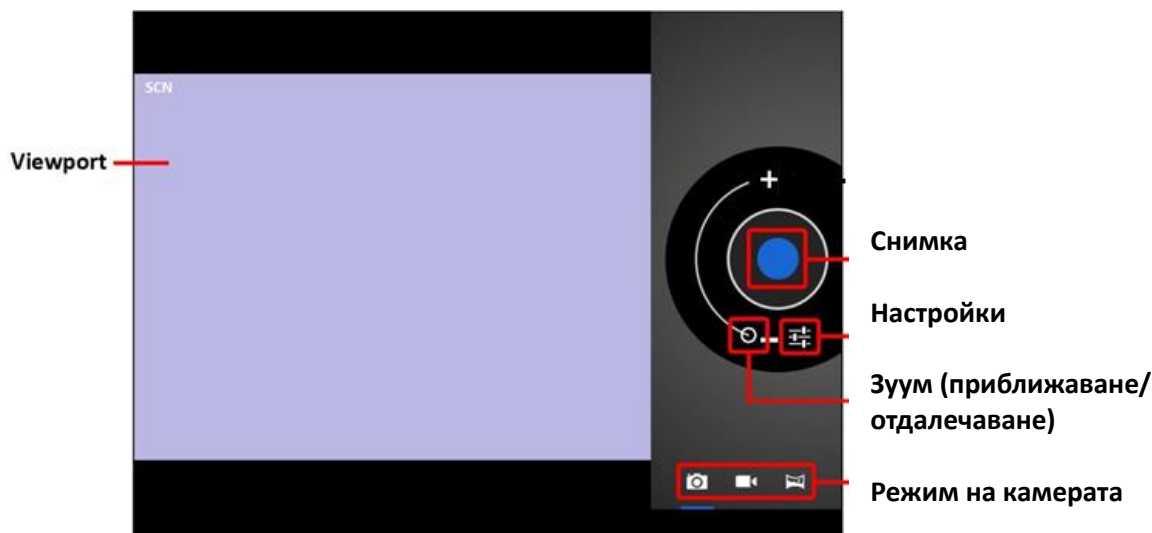 SCN
Viewport
Снимка
Настройки
Зуум (приближаване/
отдалечаване)
Режим на камерата